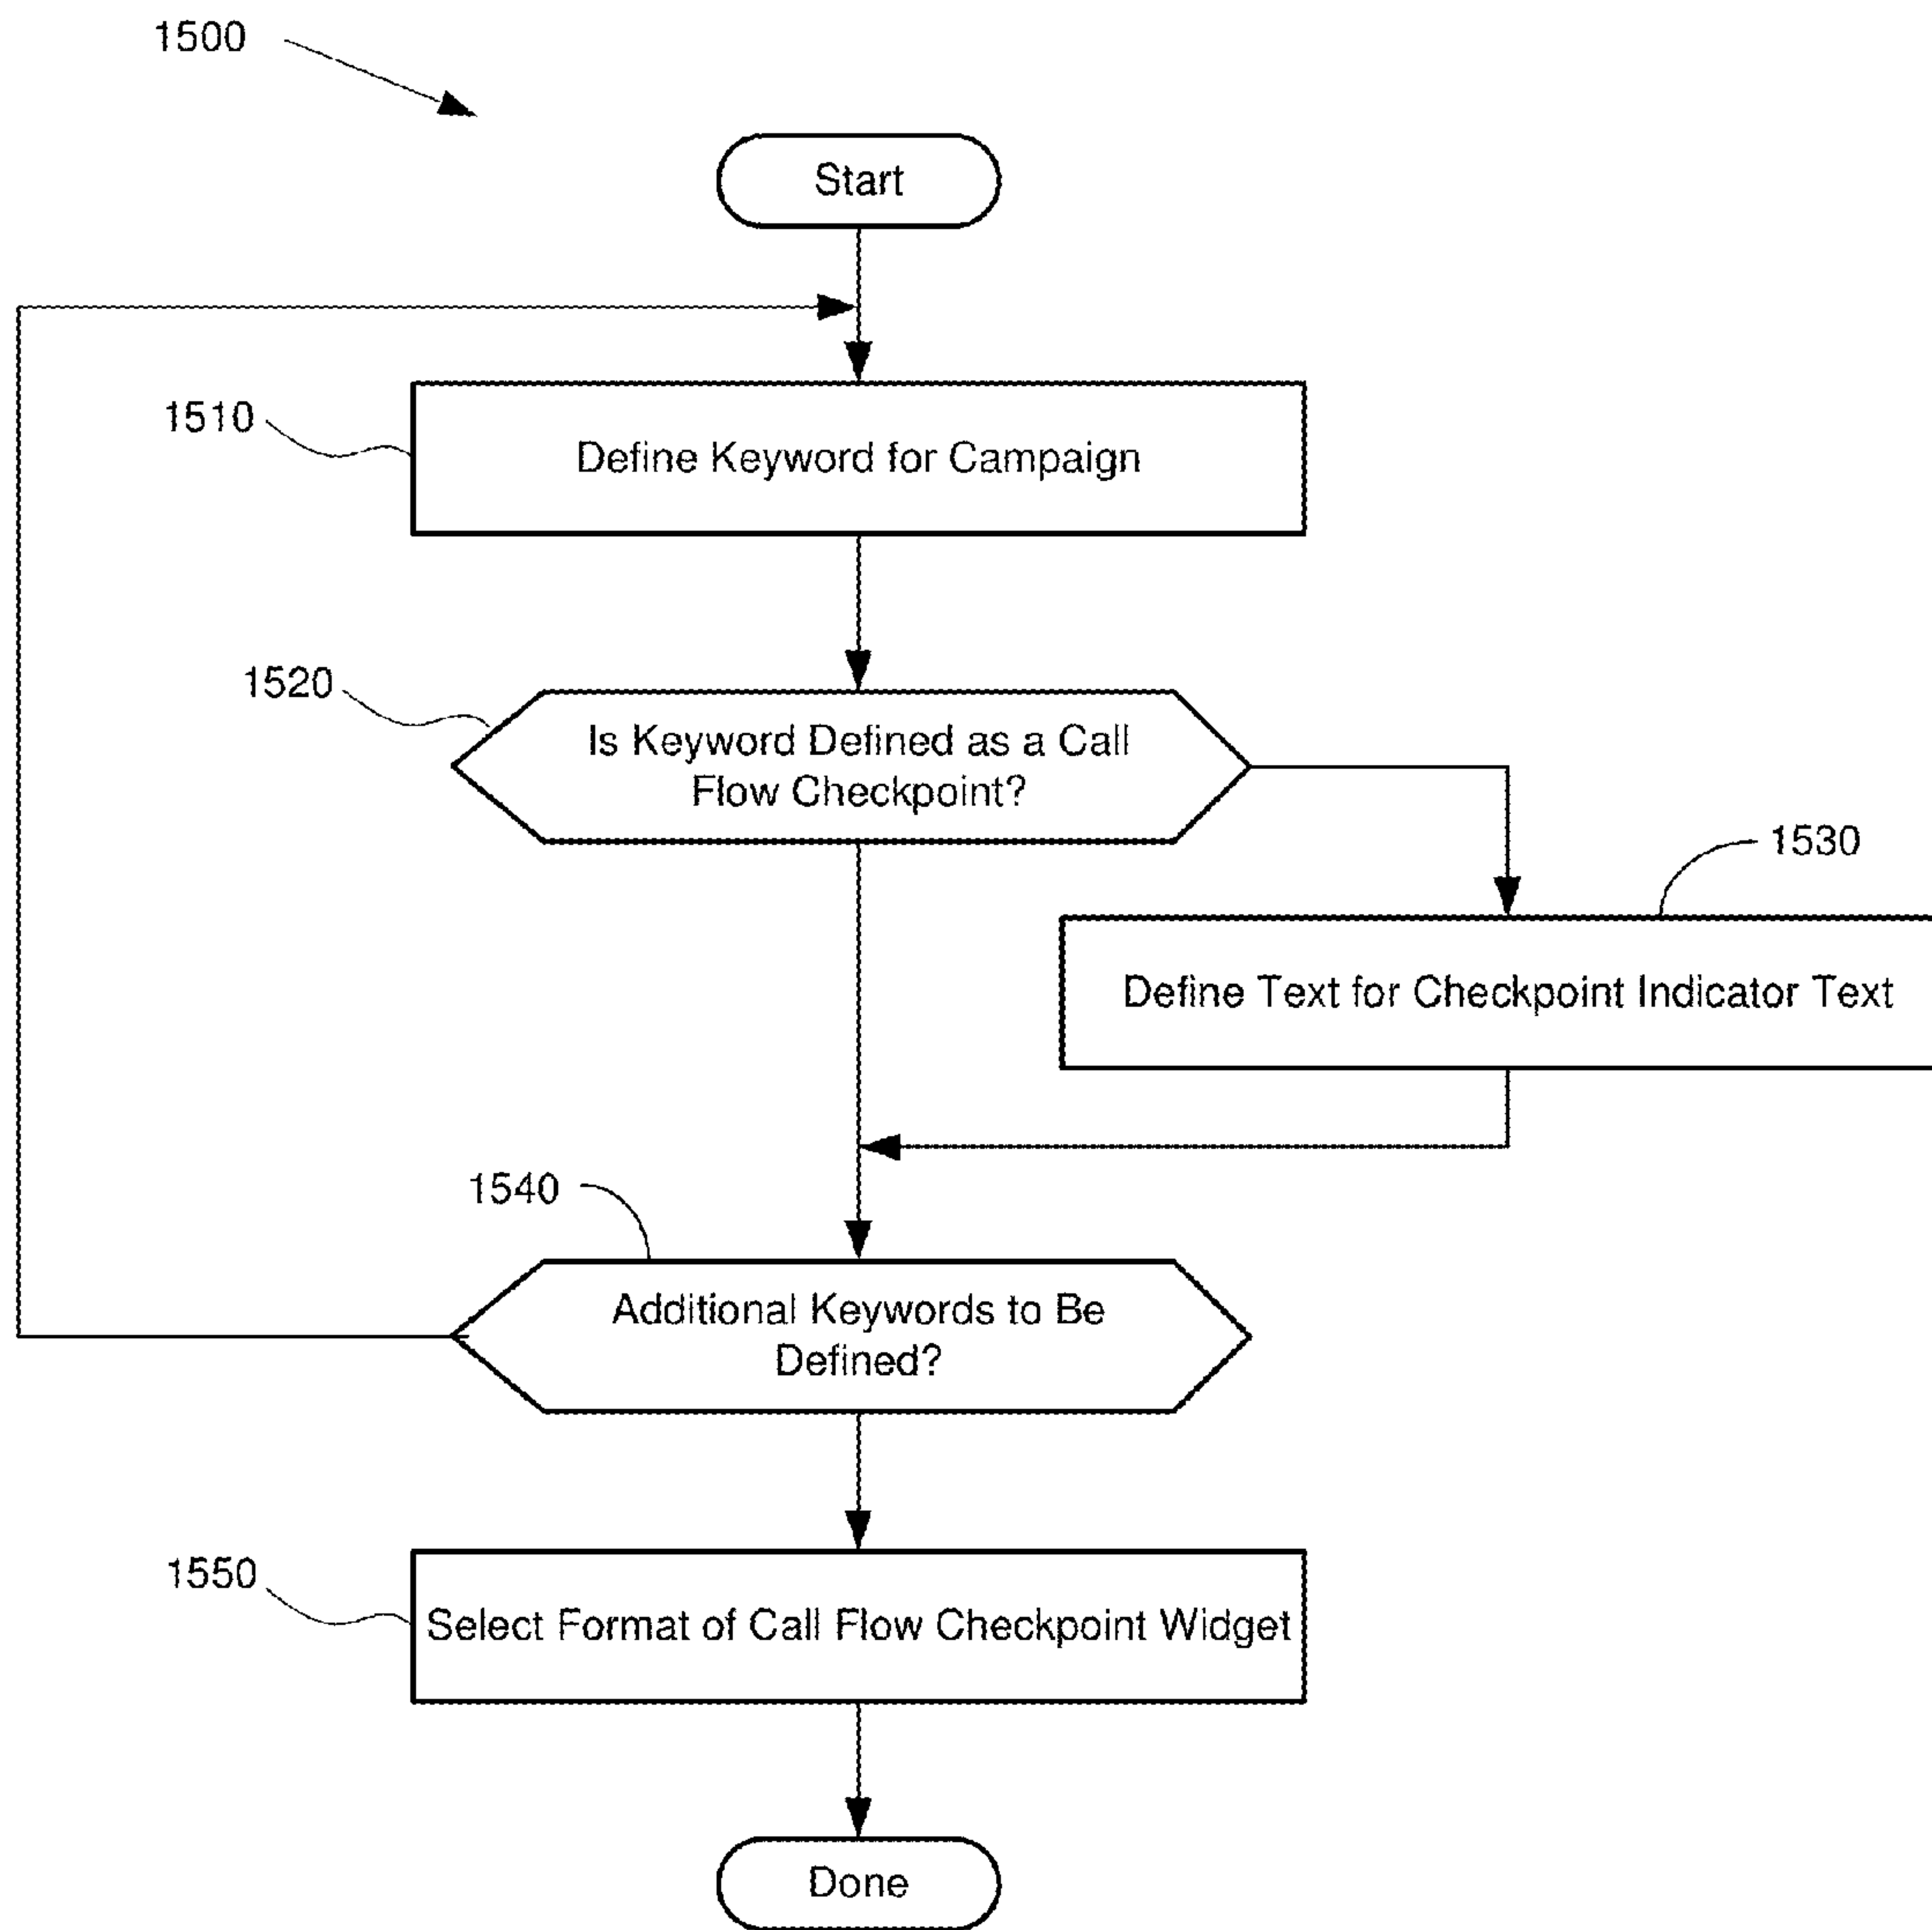 1500
Start
1510
Define Keyword for Campaign
1520
Is Keyword Defined as a Call
Flow Checkpoint?
1530
Define Text for Checkpoint Indicator Text
1540
Additional Keywords to Be
Defined?
1550
Select Format of Call Flow Checkpoint Widget
Done